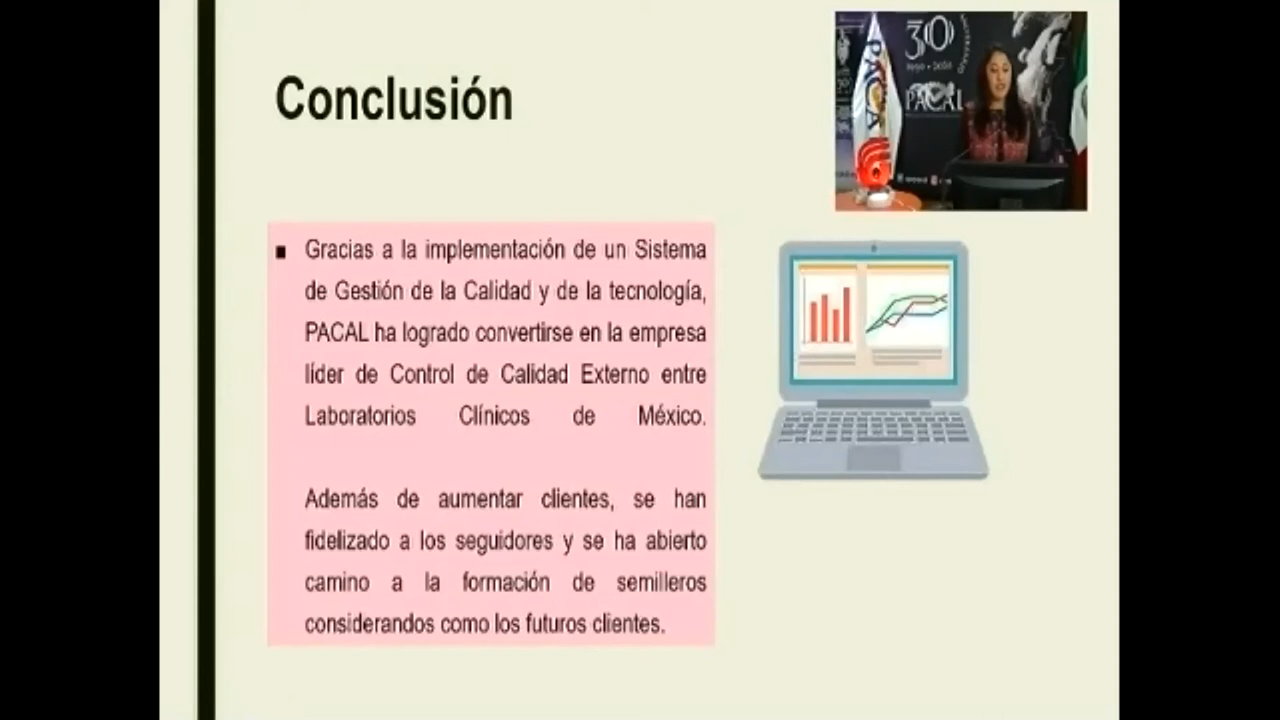 Conclusión
30
1990 • 2020
PACAL
PACAL
▪ Gracias a la implementación de un Sistema
de Gestión de la Calidad y de la tecnología,
PACAL ha logrado convertirse en la empresa
líder de Control de Calidad Externo entre
Laboratorios Clínicos de México.
Además de aumentar clientes, se han
fidelizado a los seguidores y se ha abierto
camino a la formación de semilleros
considerandos como los futuros clientes.